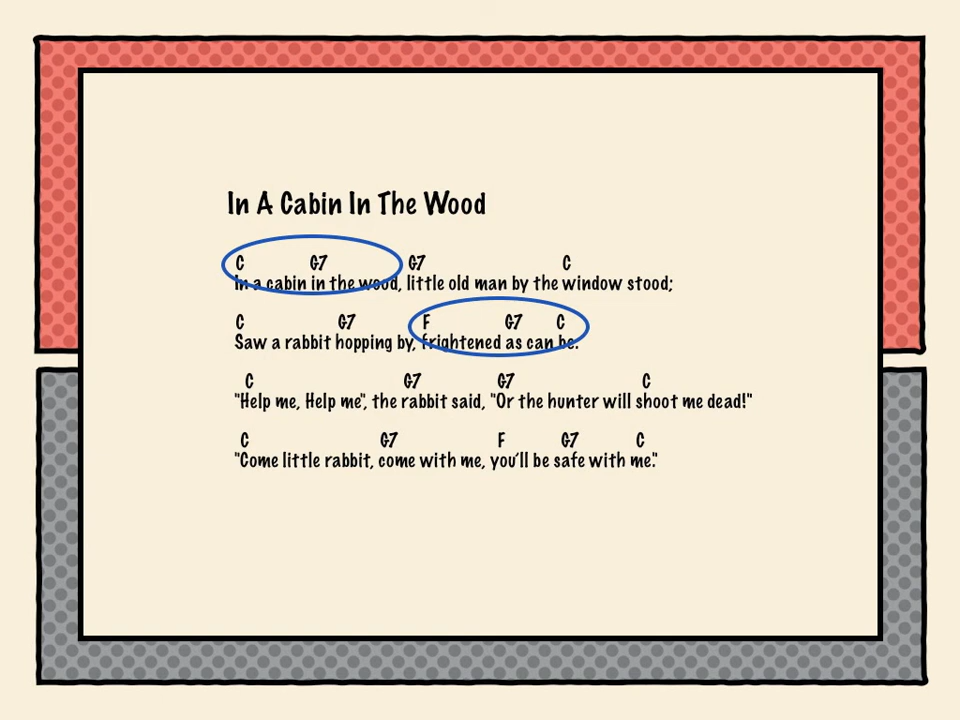 In A Cabin In The Wood
C G7 G7 C
In a cabin in the wood, little old man by the window stood;
C G7 F G7 C
Saw a rabbit hopping by, frightened as can be.
C G7 G7 C
"Help me, Help me", the rabbit said, "Or the hunter will shoot me dead!"
C G7 F G7 C
"Come little rabbit, come with me, you'll be safe with me."